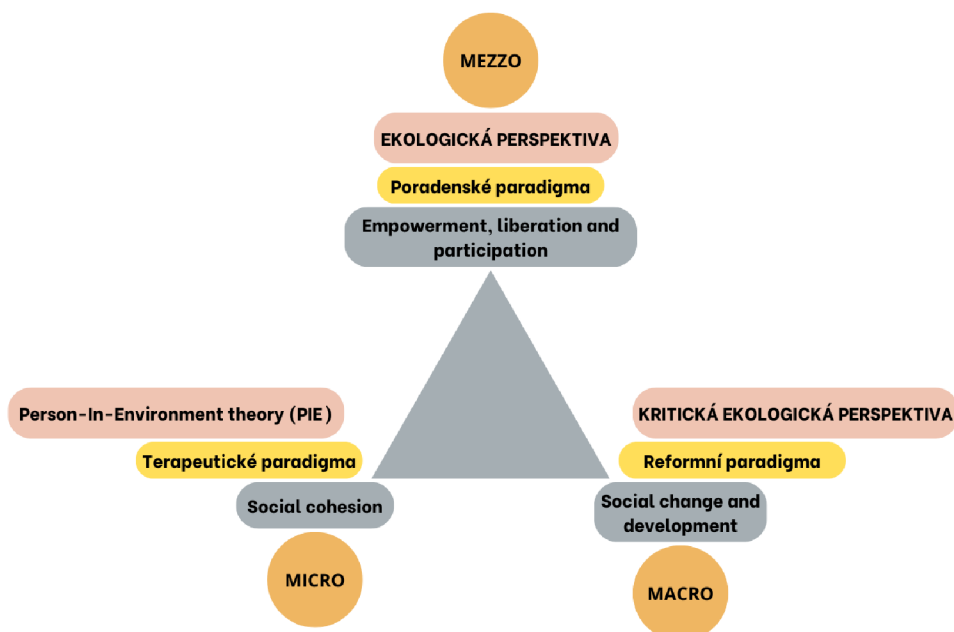 MEZZO
EKOLOGICKÁ PERSPEKTIVA
Poradenské paradigma
Empowerment, liberation and
participation
Person-In-Environment theory (PIE)
Terapeutické paradigma
Social cohesion
MICRO
KRITICKÁ EKOLOGICKÁ PERSPEKTIVA
Reformní paradigma
Social change and
development
MACRO